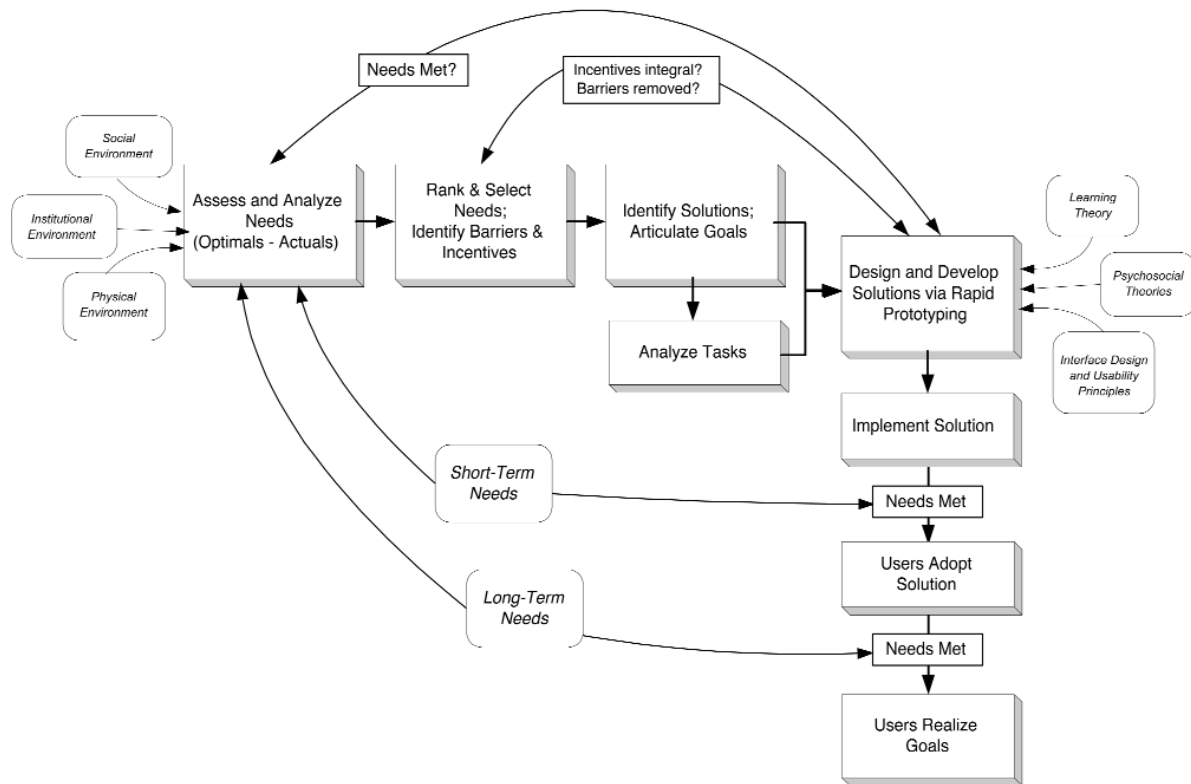 Needs Met?
Incentives integral?
Barriers removed?
Social
Environment
Institutional
Environment
Physical
Environment
Assess and Analyze
Needs
(Optimals - Actuals)
Rank & Select
Needs;
Identify Barriers &
Incentives
Identify Solutions;
Articulate Goals
Analyze Tasks
Design and Develop
Solutions via Rapid
Prototyping
Learning
Theory
Psychosocial
Theories
Interface Design
and Usability
Principles
Implement Solution
Short-Term
Needs
Needs Met
Users Adopt
Solution
Long-Term
Needs
Needs Met
Users Realize
Goals